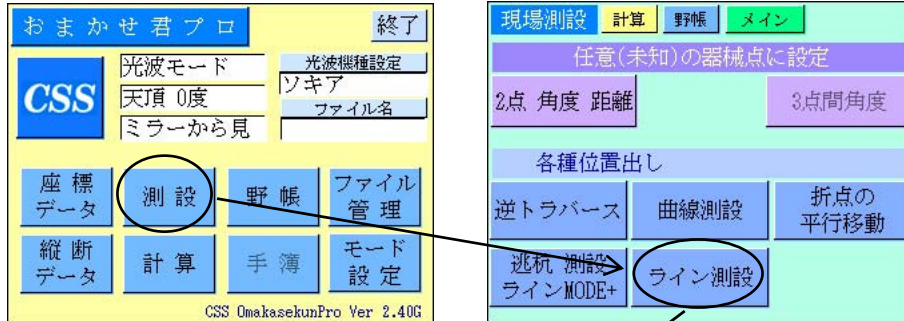 おまかせ君プロ
終了
CSS
光波モード
天頂 0度
ミラーから見
光波機種設定
ソキア
ファイル名
座 標
データ
測 設
野 帳
ファイル
管 理
縦 断
データ
計 算
手 簿
モード
設 定
CSS OmakasekunPro Ver 2.40G
現場測設
計算
野帳
メイン
任意(未知)の器械点に設定
2点 角度 距離
3点間角度
各種位置出し
逆トラバース
曲線測設
折点の
平行移動
逃杭 測設
ラインMODE+
ライン測設